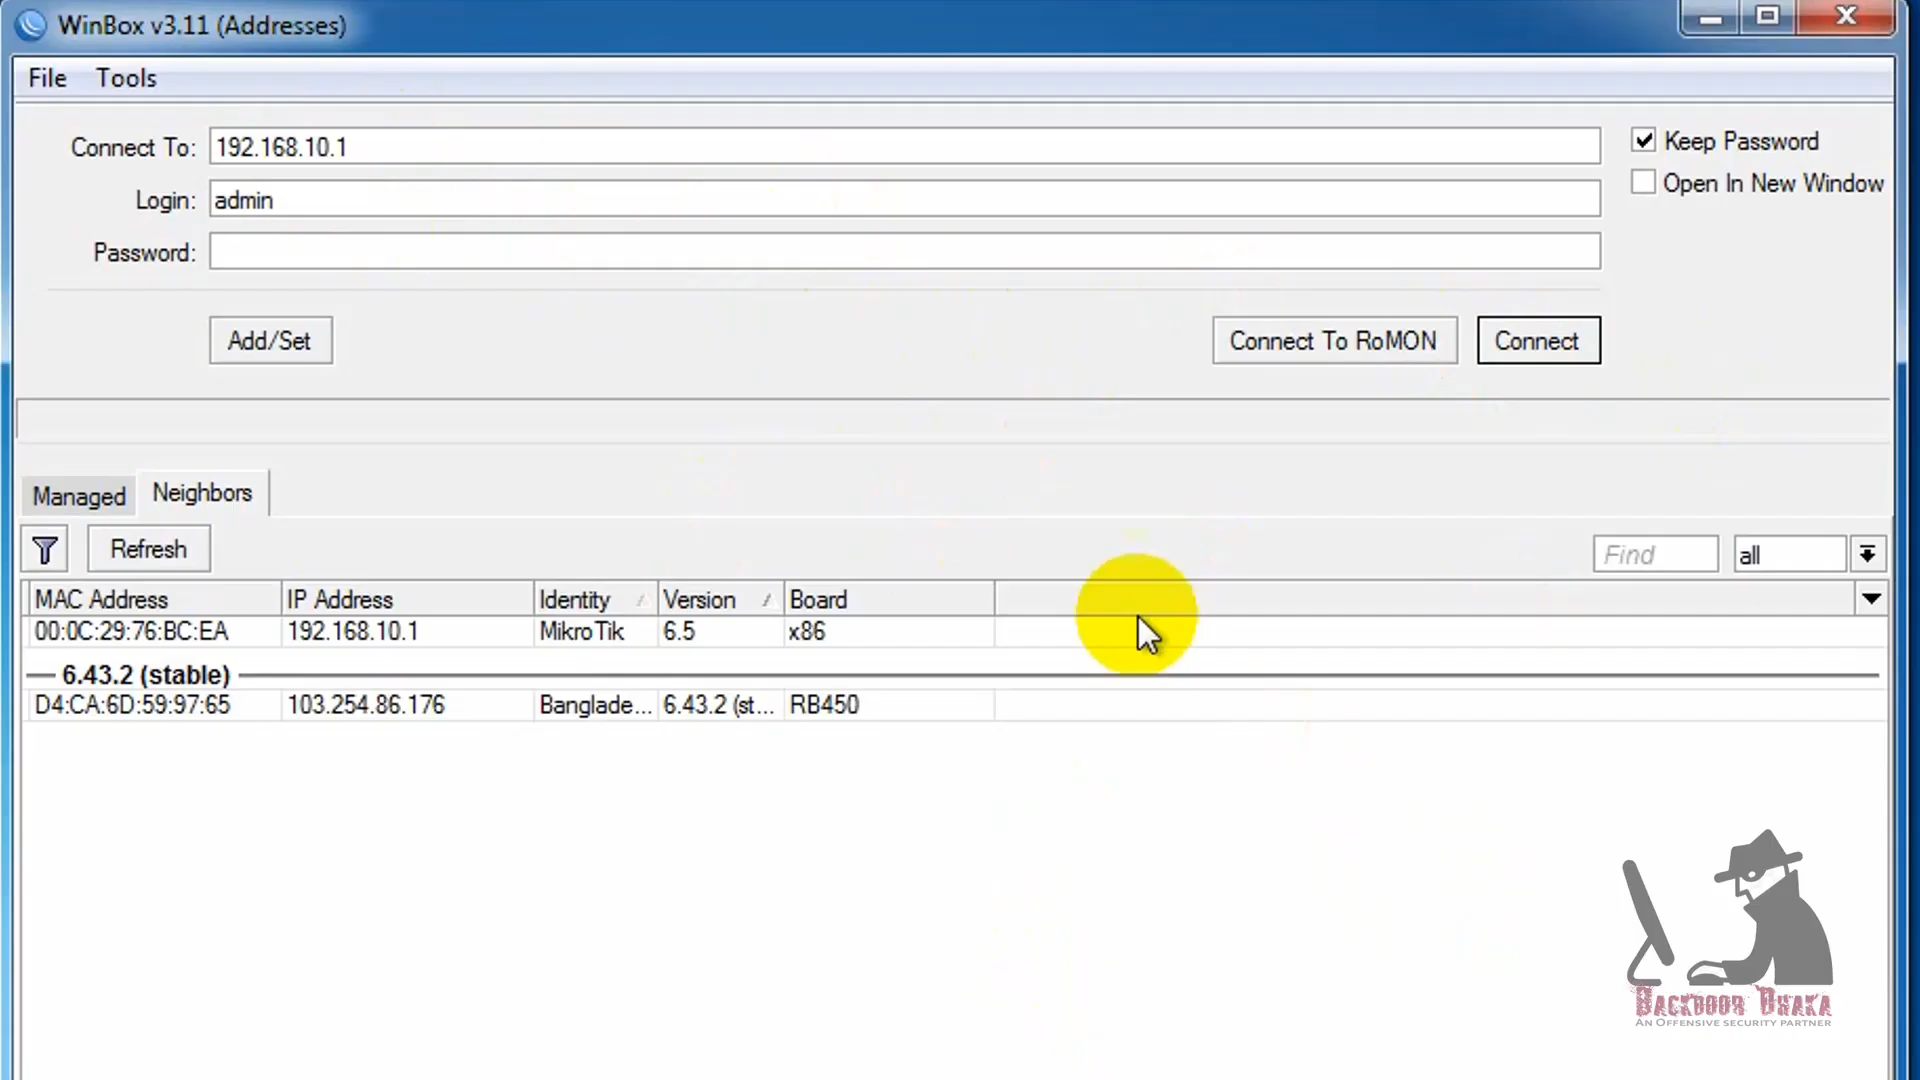 WinBox v3.11 (Addresses)
File Tools
Connect To: 192.168.10.1
Keep Password
Open In New Window
Login: admin
Password:
Add/Set Connect To RoMON Connect
Managed Neighbors
Refresh Find all
MAC Address IP Address Identity Version Board
00:0C:29:76:BC:EA 192.168.10.1 MikroTik 6.5 x86
6.43.2 (stable)
D4:CA:6D:59:97:65 103.254.86.176 Banglade... 6.43.2 (st... RB450
Backdoor Dhaka
An Offensive security partner